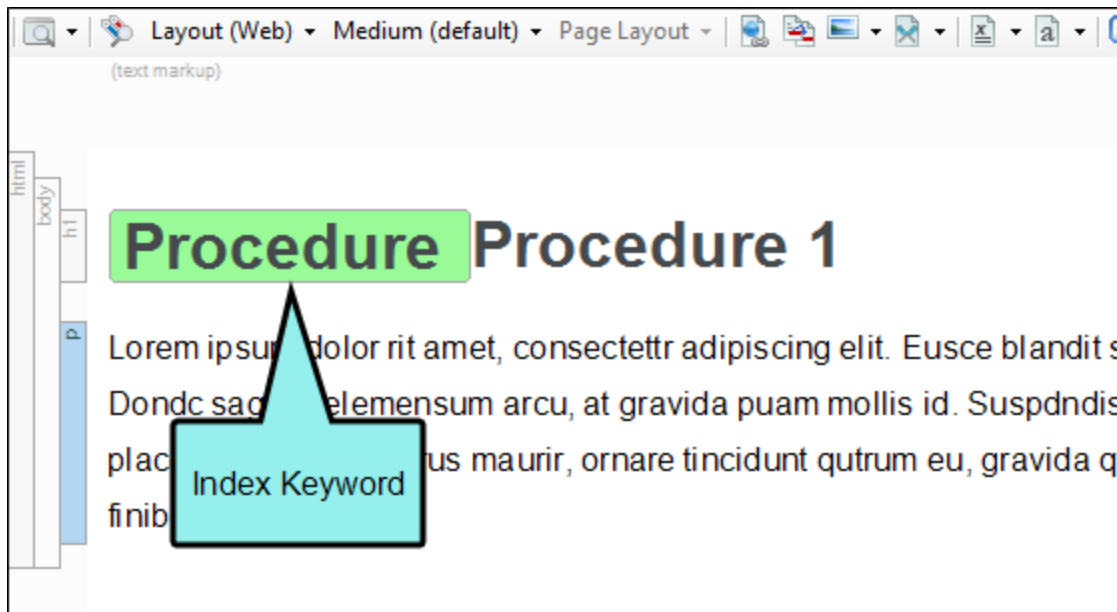 Layout (Web) Medium (default) Page Layout x a
(text markup)
html
body
h1
Procedure Procedure 1
p
Lorem ipsum dolor rit amet, consectettr adipiscing elit. Eusce blandit s
Dondc sag elemensum arcu, at gravida puam mollis id. Suspdndis
plac rus maurir, ornare tincidunt qutrum eu, gravida q
Index Keyword
finib